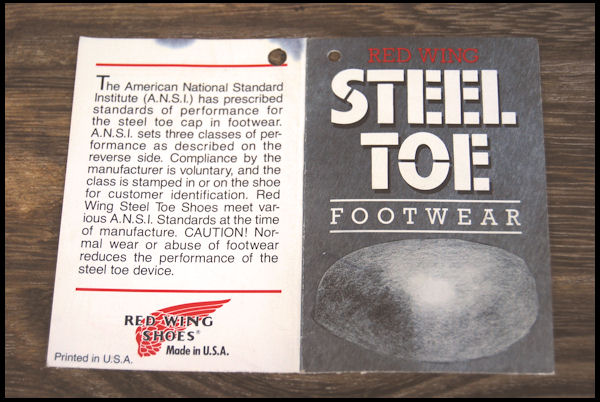 The American National Standard
Institute (A.N.S.I.) has prescribed
standards of performance for
the steel toe cap in footwear.
A.N.S.I. sets three classes of per-
formance as described on the
reverse side. Compliance by the
manufacturer is voluntary, and the
class is stamped in or on the shoe
for customer identification. Red
Wing Steel Toe Shoes meet var-
ious A.N.S.I. Standards at the time
of manufacture. CAUTION! Nor-
mal wear or abuse of footwear
reduces the performance of the
steel toe device.
RED WING
SHOES®
Made in U.S.A.
Printed in U.S.A.
RED WING
STEEL
TOE
FOOTWEAR